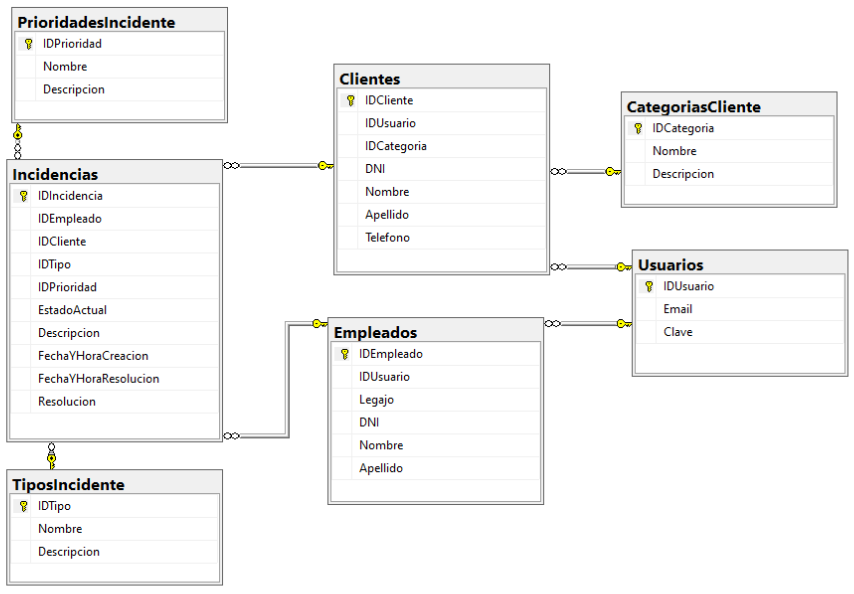 PrioridadesIncidente
IDPrioridad
Nombre
Descripcion
Incidencias
IDIncidencia
IDEmpleado
IDCliente
IDTipo
IDPrioridad
EstadoActual
Descripcion
FechaYHoraCreacion
FechaYHoraResolucion
Resolucion
TiposIncidente
IDTipo
Nombre
Descripcion
Clientes
IDCliente
IDUsuario
IDCategoria
DNI
Nombre
Apellido
Telefono
Empleados
IDEmpleado
IDUsuario
Legajo
DNI
Nombre
Apellido
CategoriasCliente
IDCategoria
Nombre
Descripcion
Usuarios
IDUsuario
Email
Clave